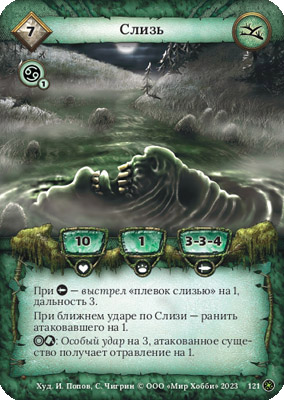 7
Слизь
1
10
1
3-3-4
При – выстрел «плевок слизью» на 1,
дальность 3.
При ближнем ударе по Слизи – ранить
атаковавшего на 1.
: Особый удар на 3, атакованное суще-
ство получает отравление на 1.
Худ. И. Попов, С. Чигрин © ООО «Мир Хобби» 2023
121